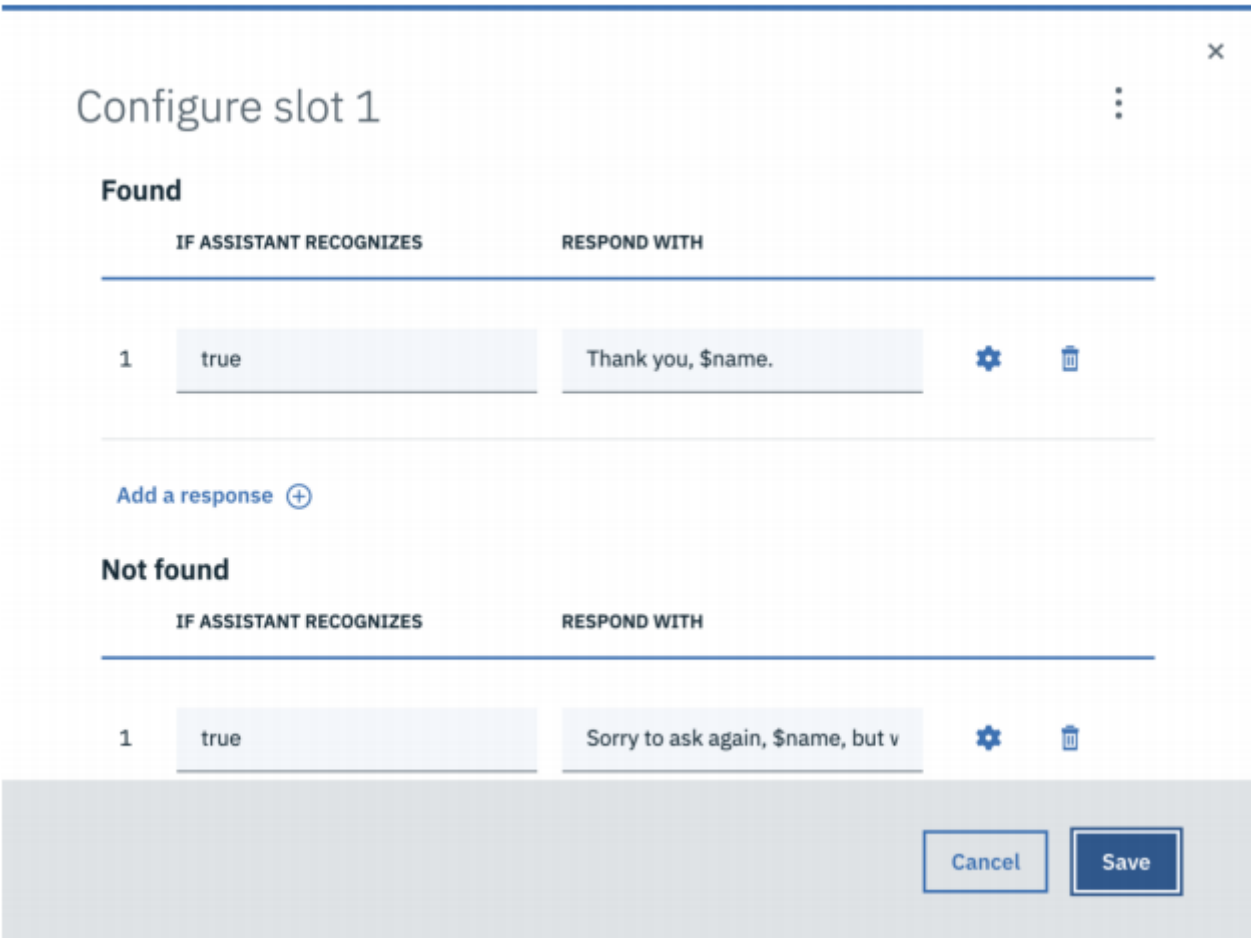 Configure slot 1
Found
IF ASSISTANT RECOGNIZES RESPOND WITH
1 true Thank you, $name.
Add a response
Not found
IF ASSISTANT RECOGNIZES RESPOND WITH
1 true Sorry to ask again, $name, but
Cancel Save